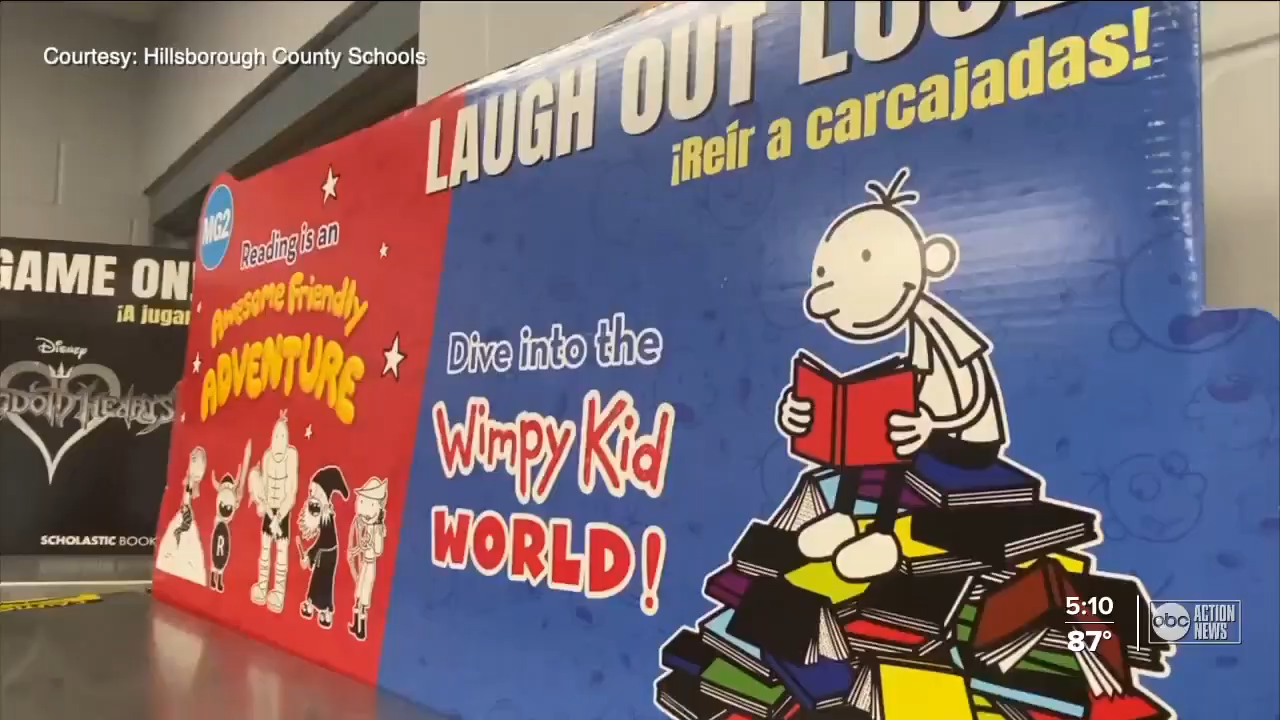 Courtesy: Hillsborough County Schools
LAUGH OUT
¡Reír a carcajadas!
MG2
Reading is an
Awesome Friendly
ADVENTURE
GAME ON!
¡A jugar
Disney
SCHOLASTIC BOOK
R
Dive into the
Wimpy Kid
WORLD!
5:10
87°
abc ACTION
NEWS